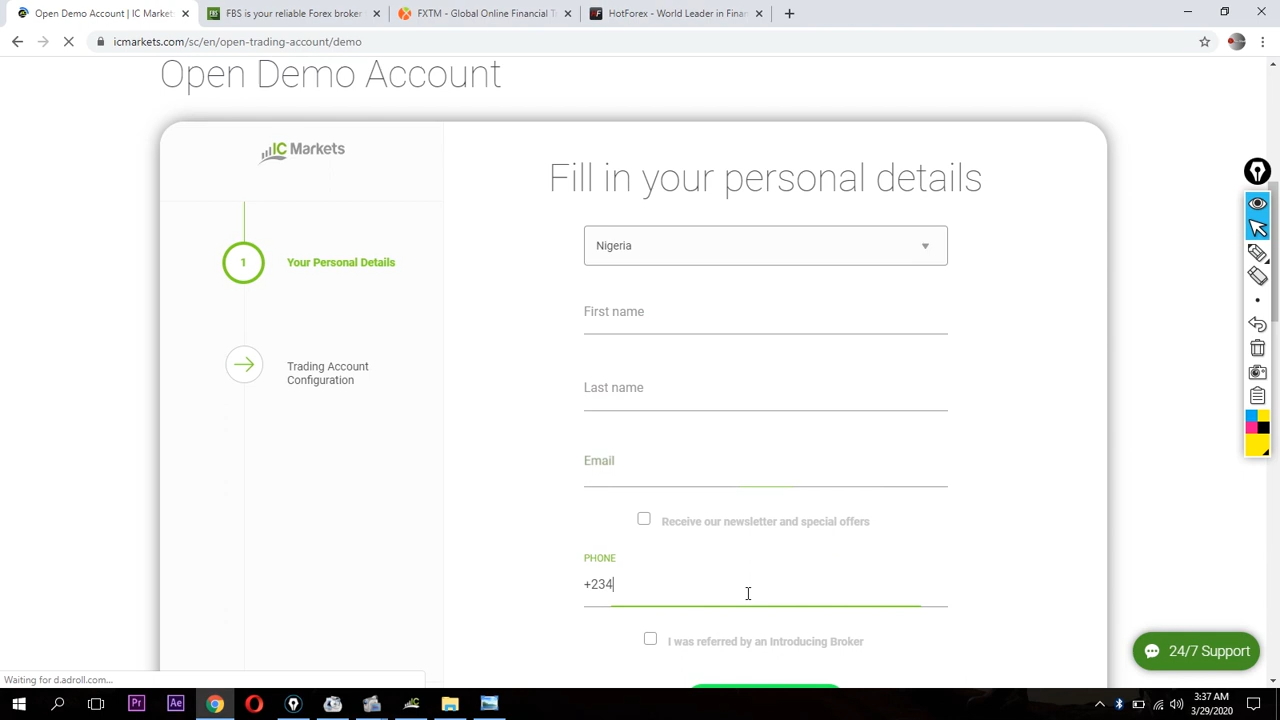 Open Demo Account | IC Markets
FBS is your reliable Forex-broker
FXTM - Global Online Financial T
HotForex - World Leader in Finan
icmarkets.com/sc/en/open-trading-account/demo
Open Demo Account
IC Markets
Fill in your personal details
Nigeria
1
Your Personal Details
First name
Trading Account
Configuration
Last name
Email
Receive our newsletter and special offers
PHONE
+234
I was referred by an Introducing Broker
24/7 Support
Waiting for d.adroll.com...
Pr
Ae
3:37 AM
3/29/2020